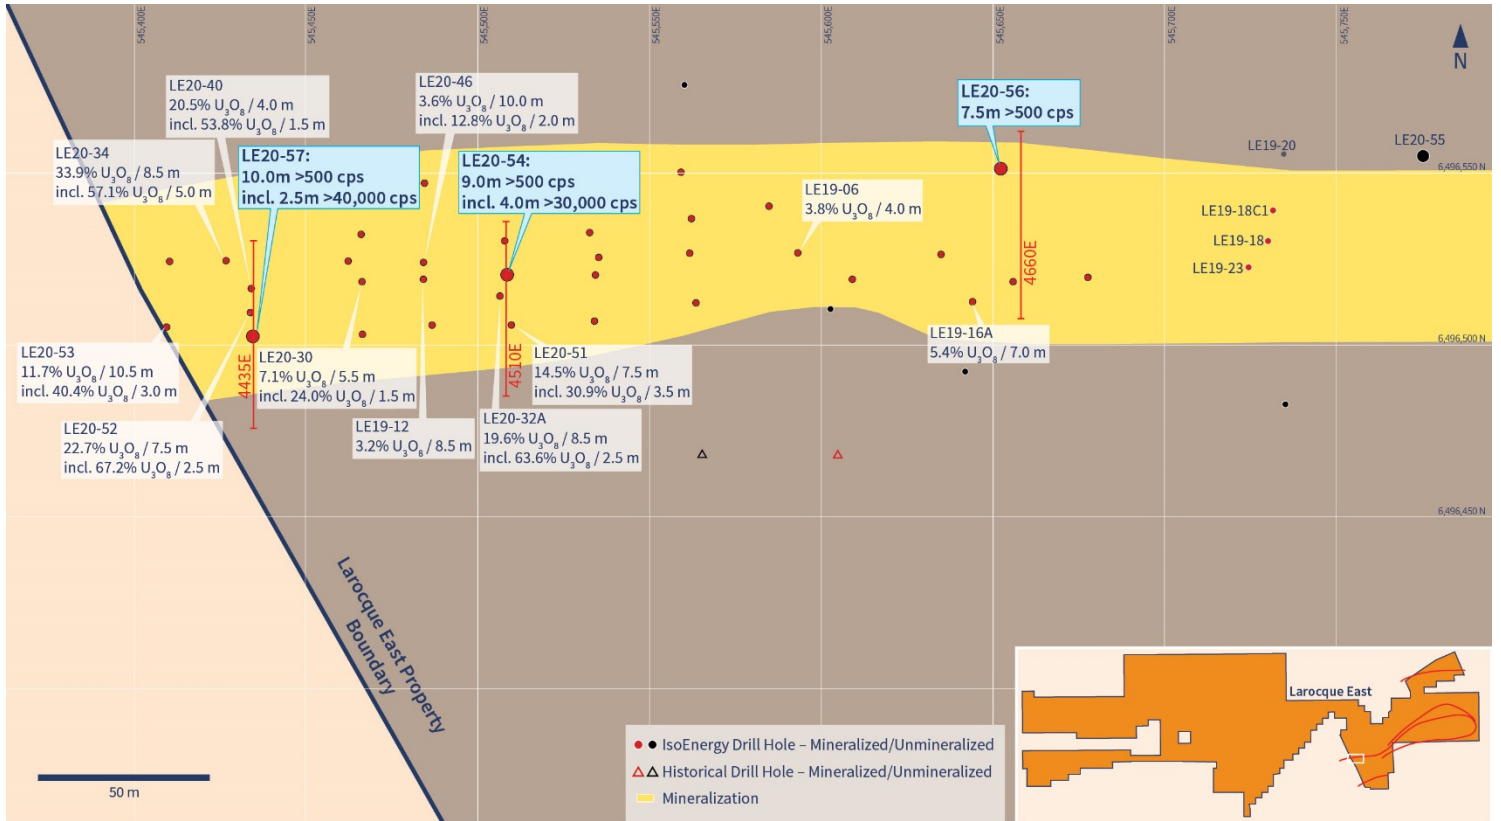 545,400E
545,450E
545,500E
545,550E
545,600E
545,650E
545,700E
545,750E
N
LE20-40
20.5% U₃O₈ / 4.0 m
incl. 53.8% U₃O₈ / 1.5 m
LE20-46
3.6% U₃O₈ / 10.0 m
incl. 12.8% U₃O₈ / 2.0 m
LE20-56:
7.5m >500 cps
LE19-20
LE20-55
LE20-34
33.9% U₃O₈ / 8.5 m
incl. 57.1% U₃O₈ / 5.0 m
LE20-57:
10.0m >500 cps
incl. 2.5m >40,000 cps
LE20-54:
9.0m >500 cps
incl. 4.0m >30,000 cps
6,496,550 N
LE19-06
3.8% U₃O₈ / 4.0 m
LE19-18C1
LE19-18
LE19-23
4660E
4435E
4510E
LE19-16A
5.4% U₃O₈ / 7.0 m
6,496,500 N
LE20-53
11.7% U₃O₈ / 10.5 m
incl. 40.4% U₃O₈ / 3.0 m
LE20-30
7.1% U₃O₈ / 5.5 m
incl. 24.0% U₃O₈ / 1.5 m
LE20-51
14.5% U₃O₈ / 7.5 m
incl. 30.9% U₃O₈ / 3.5 m
LE20-52
22.7% U₃O₈ / 7.5 m
incl. 67.2% U₃O₈ / 2.5 m
LE19-12
3.2% U₃O₈ / 8.5 m
LE20-32A
19.6% U₃O₈ / 8.5 m
incl. 63.6% U₃O₈ / 2.5 m
6,496,450 N
Larocque East Property
Boundary
Larocque East
IsoEnergy Drill Hole – Mineralized/Unmineralized
Historical Drill Hole – Mineralized/Unmineralized
Mineralization
50 m